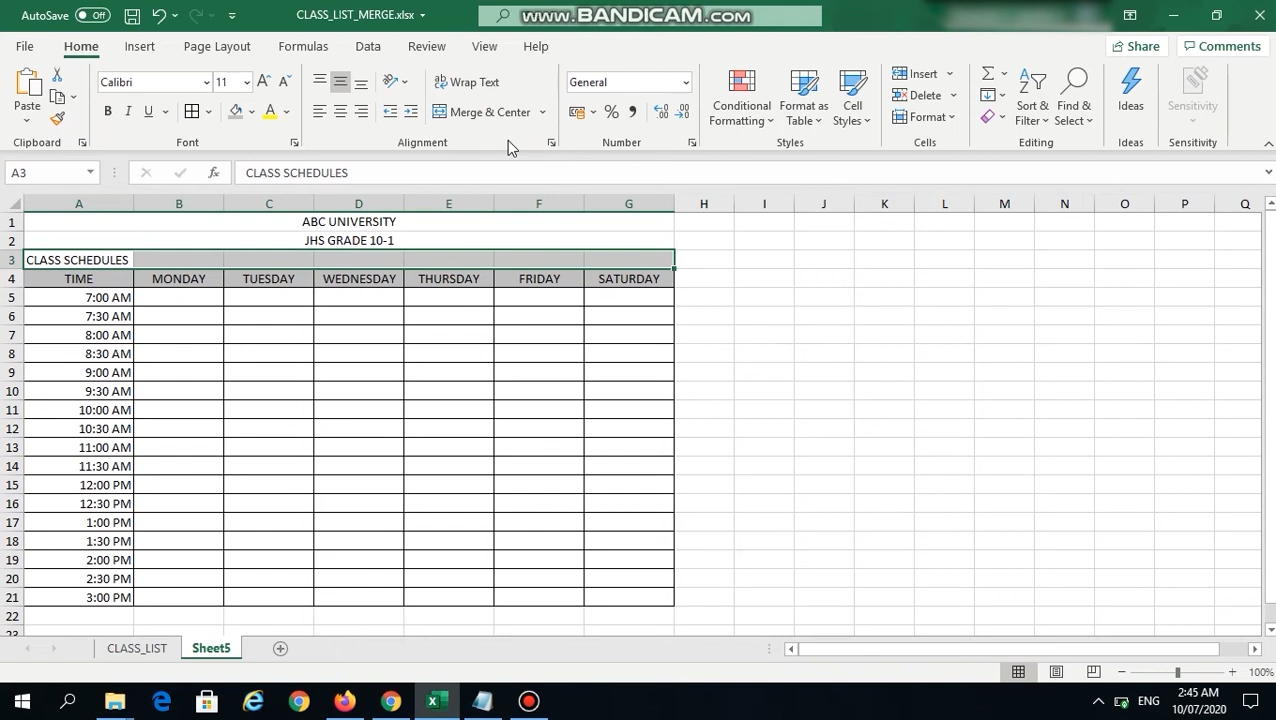 AutoSave Off CLASS_LIST_MERGE.xlsx www.BANDICAM.com
File Home Insert Page Layout Formulas Data Review View Help Share Comments
Paste Calibri 11 Wrap Text General Conditional Formatting Format as Table Cell Styles Insert Sort & Filter Find & Select Ideas Sensitivity
B I U A Merge & Center % Delete
Format
Clipboard Font Alignment Number Styles Cells Editing Ideas Sensitivity
A3 fx CLASS SCHEDULES
A B C D E F G H I J K L M N O P Q
1 ABC UNIVERSITY
2 JHS GRADE 10-1
3 CLASS SCHEDULES
4 TIME MONDAY TUESDAY WEDNESDAY THURSDAY FRIDAY SATURDAY
5 7:00 AM
6 7:30 AM
7 8:00 AM
8 8:30 AM
9 9:00 AM
10 9:30 AM
11 10:00 AM
12 10:30 AM
13 11:00 AM
14 11:30 AM
15 12:00 PM
16 12:30 PM
17 1:00 PM
18 1:30 PM
19 2:00 PM
20 2:30 PM
21 3:00 PM
22
23
CLASS_LIST Sheet5
100%
ENG 2:45 AM
10/07/2020